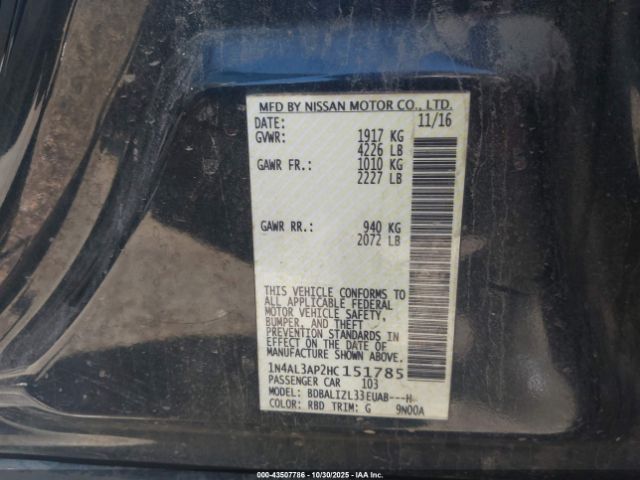 MFD BY NISSAN MOTOR CO., LTD.
DATE: 11/16
GVWR: 1917 KG
4226 LB
GAWR FR.: 1010 KG
2227 LB
GAWR RR.: 940 KG
2072 LB
THIS VEHICLE CONFORMS TO
ALL APPLICABLE FEDERAL
MOTOR VEHICLE SAFETY,
BUMPER, AND THEFT
PREVENTION STANDARDS IN
EFFECT ON THE DATE OF
MANUFACTURE SHOWN ABOVE.
1N4AL3AP2HC151785
PASSENGER CAR 103
MODEL: BDBALIZL33EUAB---H
COLOR: RBD TRIM: G 9N00A
000-43507786 - 10/30/2025 - IAA Inc.